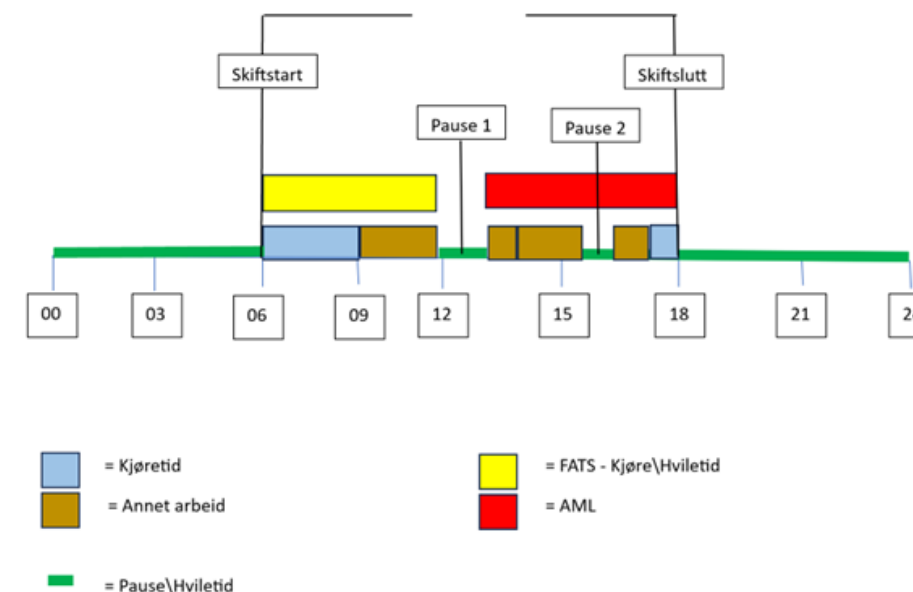 Skiftstart
Skiftslutt
Pause 1
Pause 2
00
03
06
09
12
15
18
21
= Kjøretid
= FATS - Kjøre\Hviletid
= Annet arbeid
= AML
= Pause\Hviletid